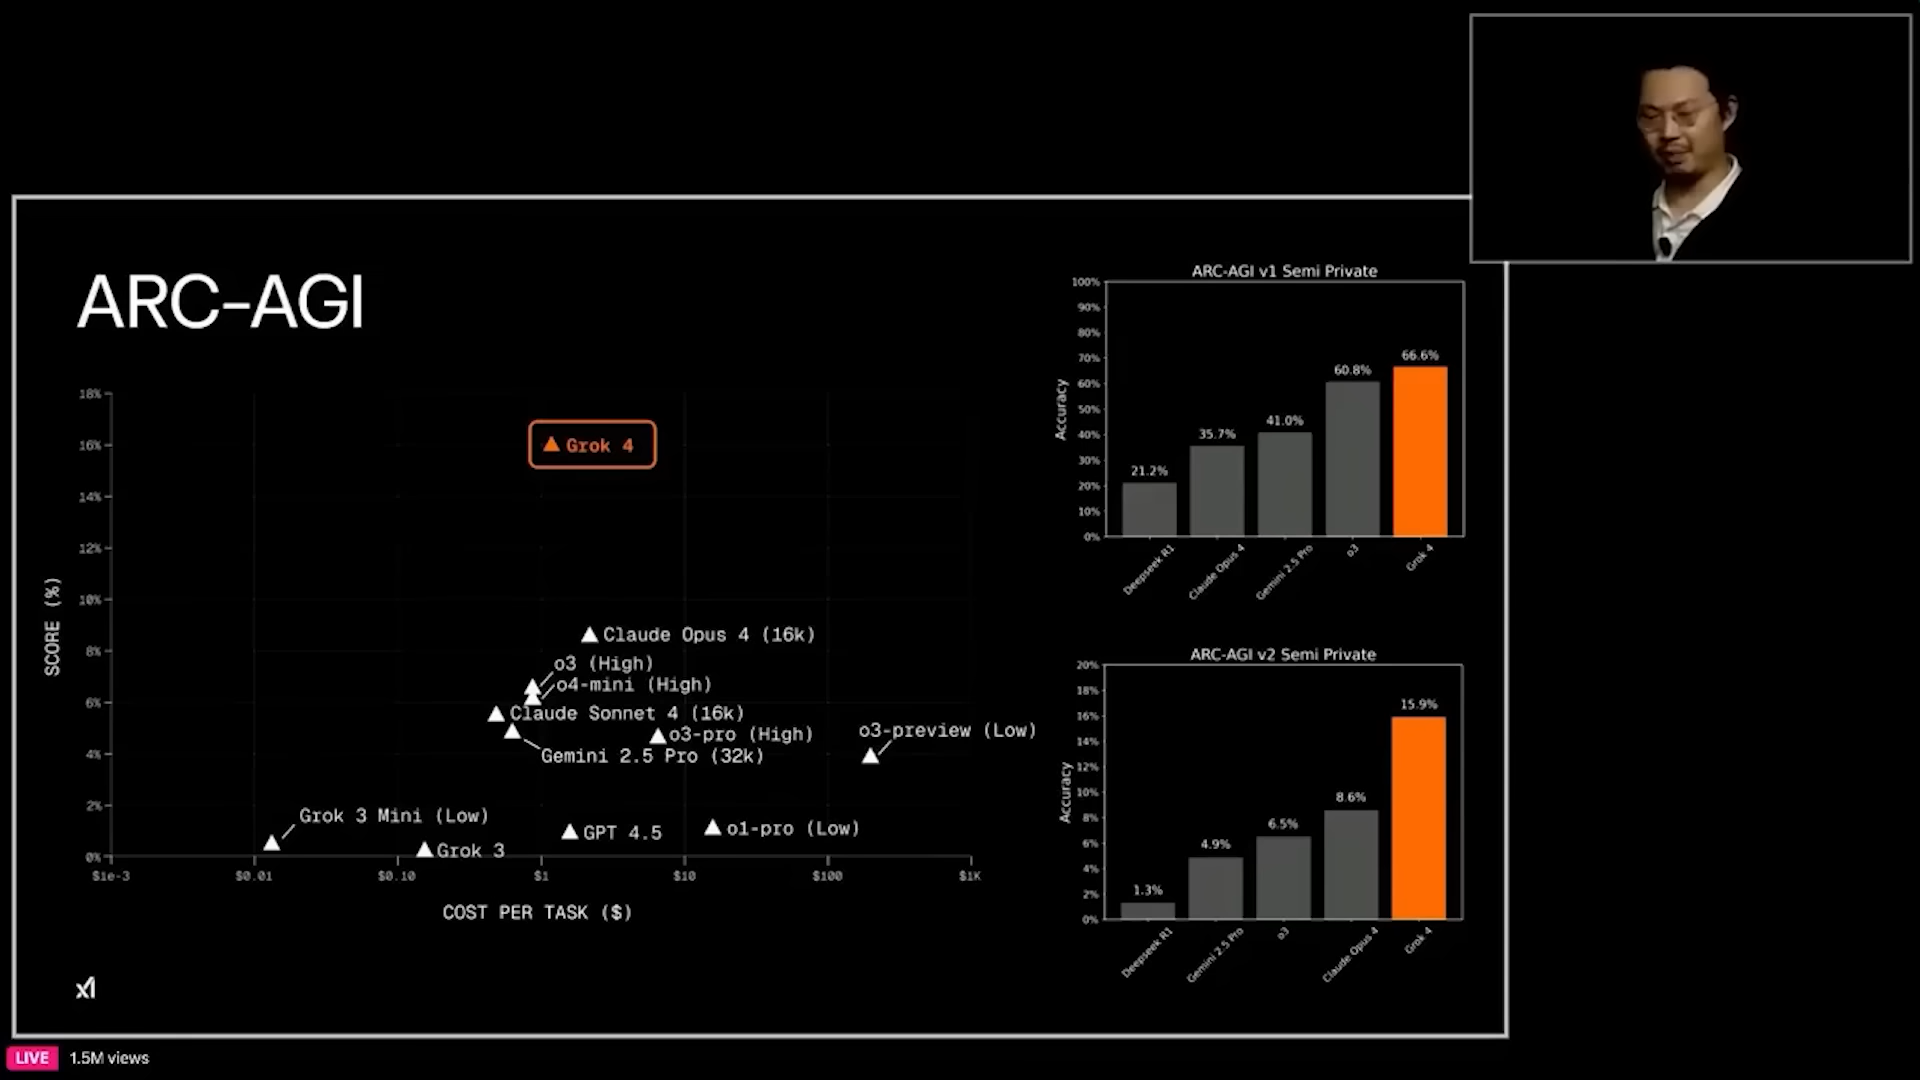 ARC-AGI
18%
16%
14%
12%
10%
8%
6%
4%
2%
0%
SCORE (%)
Grok 4
Claude Opus 4 (16k)
o3 (High)
o4-mini (High)
Claude Sonnet 4 (16k)
o3-pro (High)
o3-preview (Low)
Gemini 2.5 Pro (32k)
Grok 3 Mini (Low)
GPT 4.5
o1-pro (Low)
Grok 3
$1e-3
$0.01
$0.10
$1
$10
$100
$1K
COST PER TASK ($)
ARC-AGI v1 Semi Private
100%
90%
80%
70%
60%
50%
40%
30%
20%
10%
0%
Accuracy
21.2%
35.7%
41.0%
60.8%
66.6%
Deepseek R1
Claude Opus 4
Gemini 2.5 Pro
o3
Grok 4
ARC-AGI v2 Semi Private
20%
18%
16%
14%
12%
10%
8%
6%
4%
2%
0%
Accuracy
1.3%
4.9%
6.5%
8.6%
15.9%
Deepseek R1
Gemini 2.5 Pro
o3
Claude Opus 4
Grok 4
xI
LIVE 1.5M views